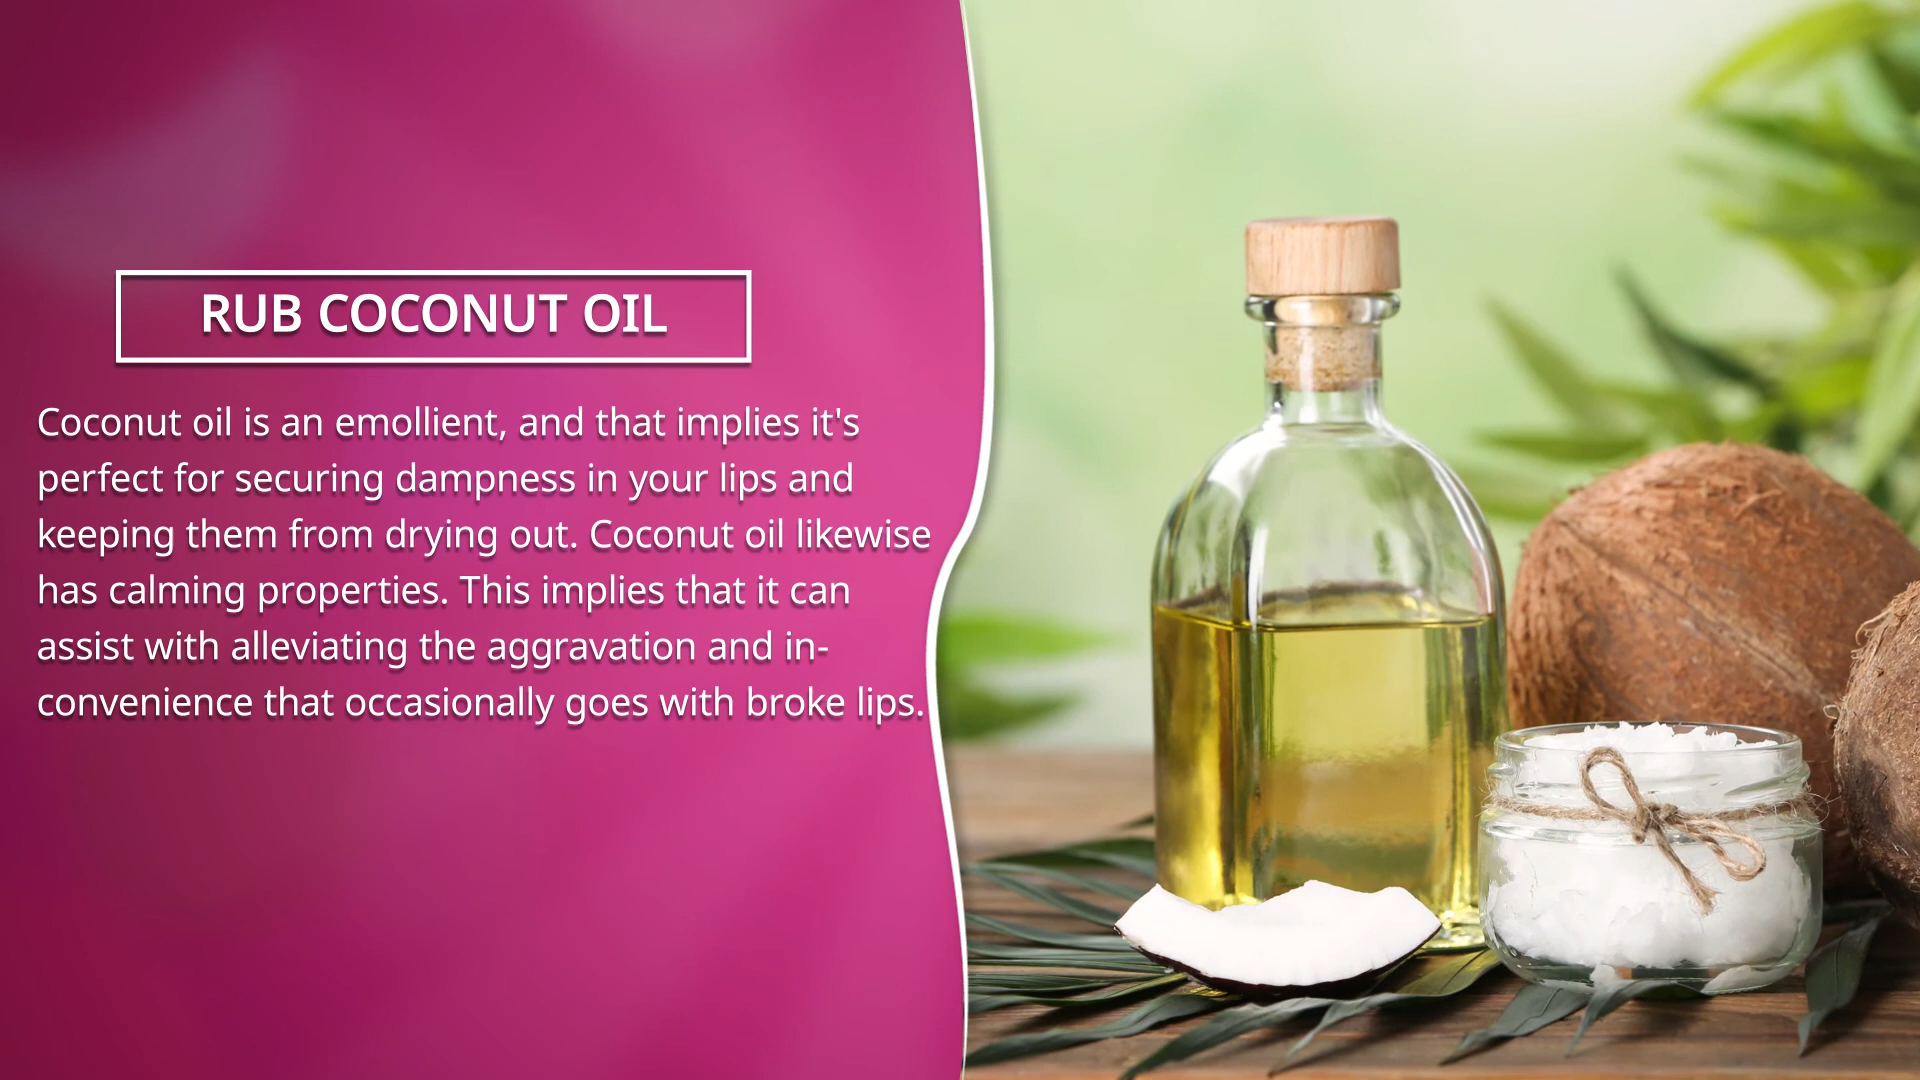 RUB COCONUT OIL
Coconut oil is an emollient, and that implies it's
perfect for securing dampness in your lips and
keeping them from drying out. Coconut oil likewise
has calming properties. This implies that it can
assist with alleviating the aggravation and in-
convenience that occasionally goes with broke lips.